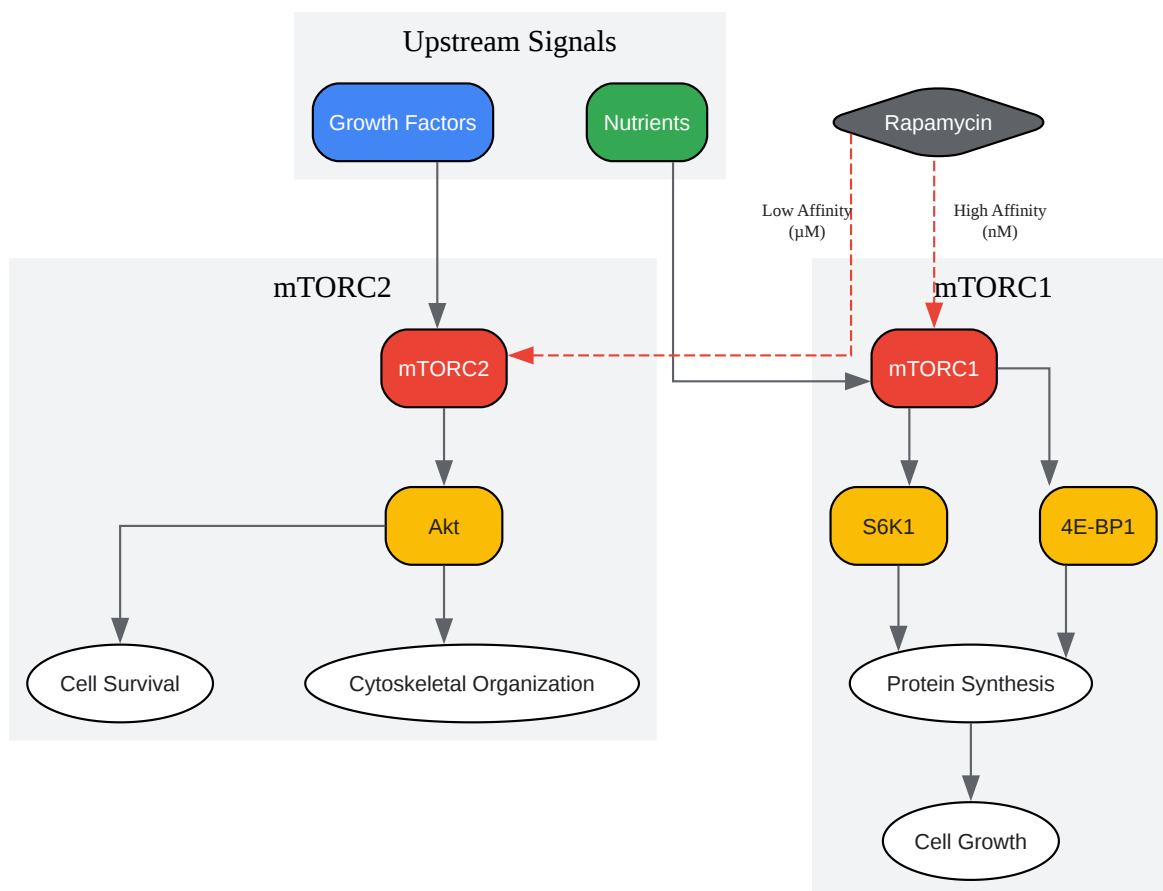 Upstream Signals
Growth Factors
Nutrients
Rapamycin
Low Affinity
(µM)
High Affinity
(nM)
mTORC2
mTORC1
mTORC2
mTORC1
Akt
S6K1
4E-BP1
Cell Survival
Cytoskeletal Organization
Protein Synthesis
Cell Growth